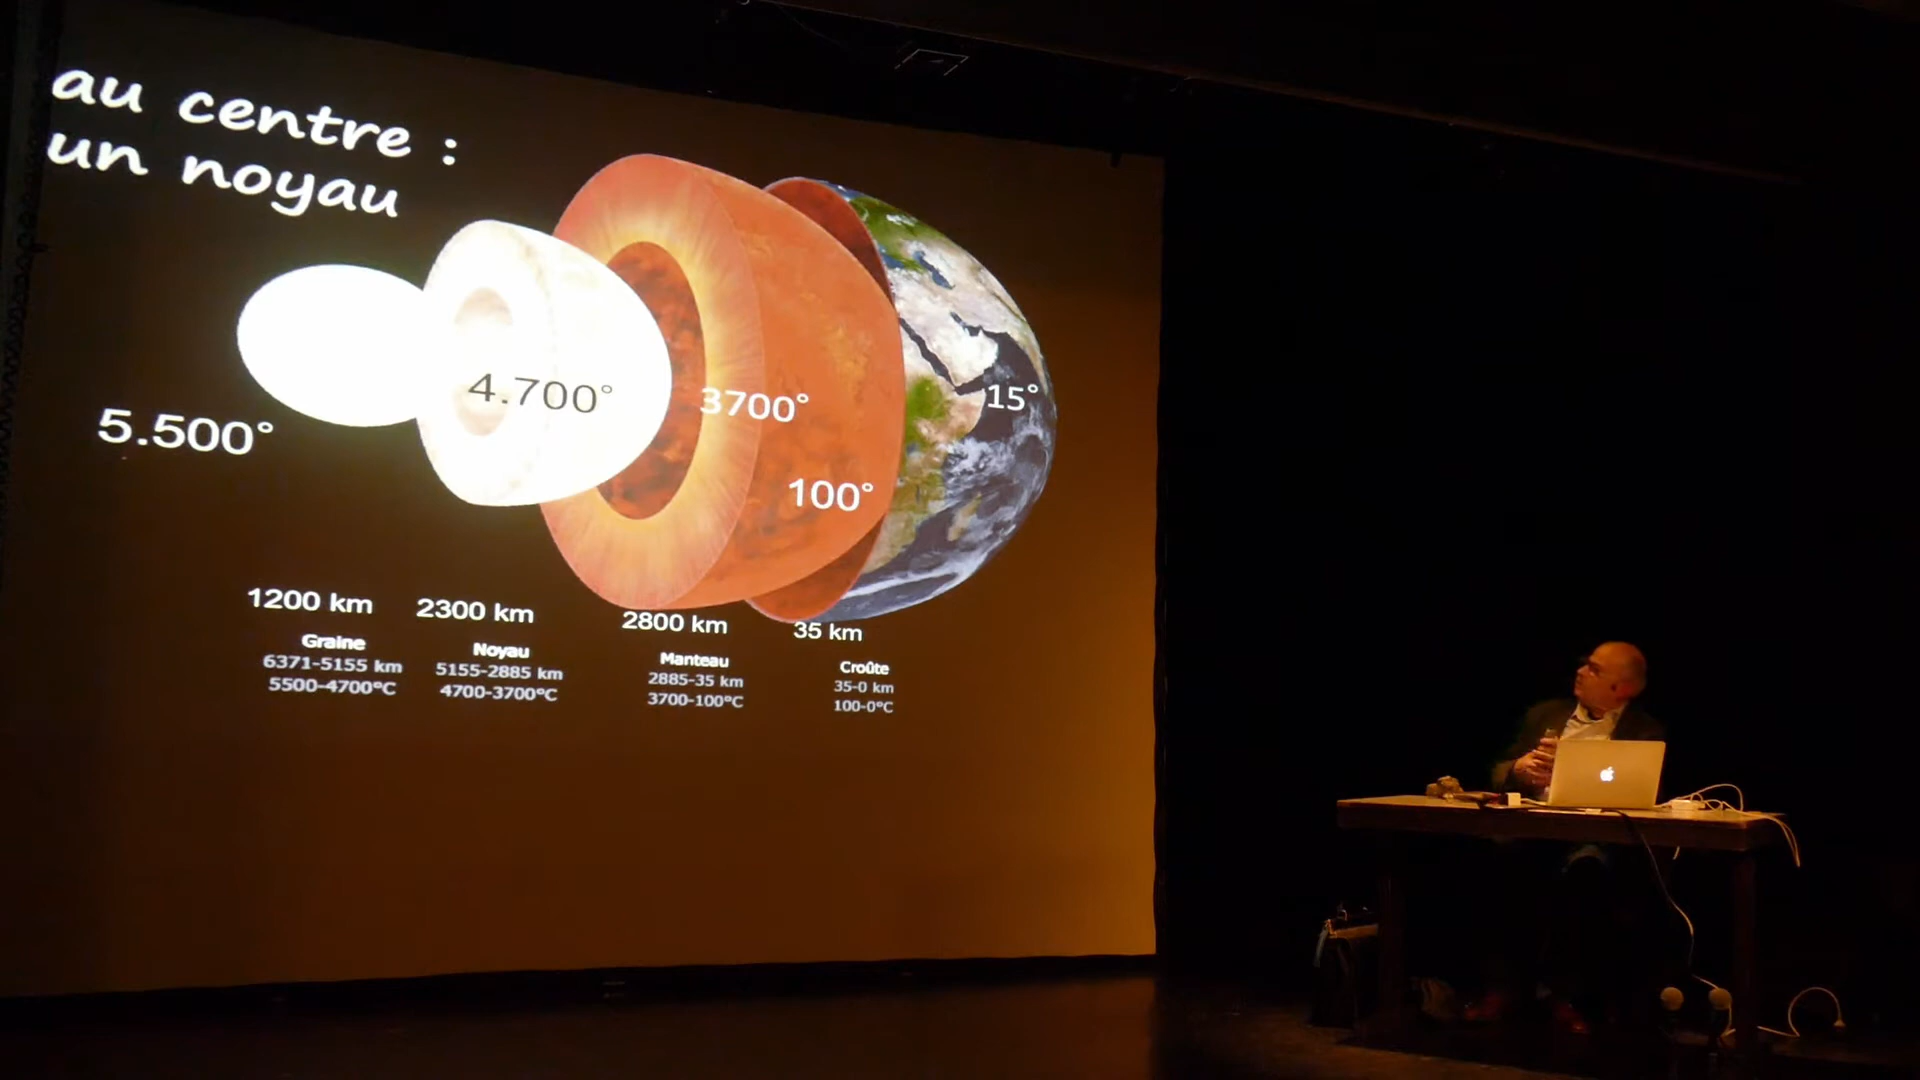 au centre :
un noyau
5.500°
4.700°
3700°
100°
15°
1200 km
2300 km
2800 km
35 km
Graine
6371-5155 km
5500-4700°C
Noyau
5155-2885 km
4700-3700°C
Manteau
2885-35 km
3700-100°C
Croûte
35-0 km
100-0°C